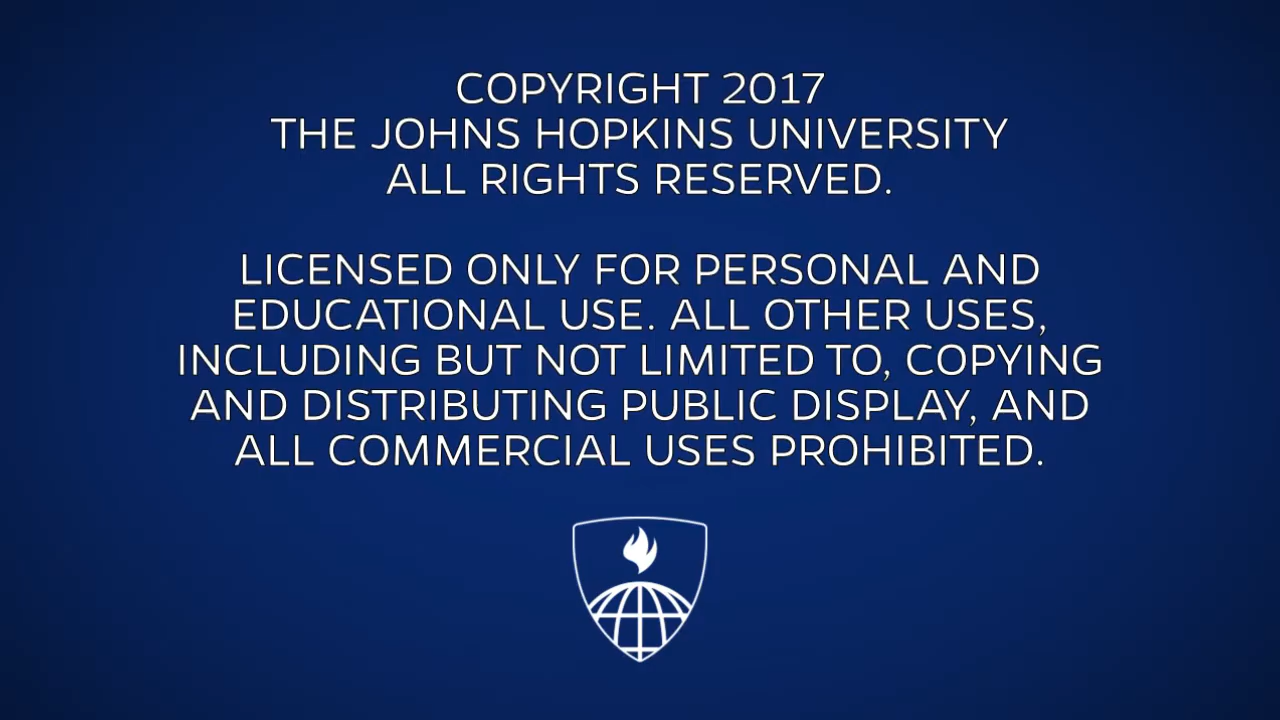 COPYRIGHT 2017
THE JOHNS HOPKINS UNIVERSITY
ALL RIGHTS RESERVED.
LICENSED ONLY FOR PERSONAL AND
EDUCATIONAL USE. ALL OTHER USES,
INCLUDING BUT NOT LIMITED TO, COPYING
AND DISTRIBUTING PUBLIC DISPLAY, AND
ALL COMMERCIAL USES PROHIBITED.